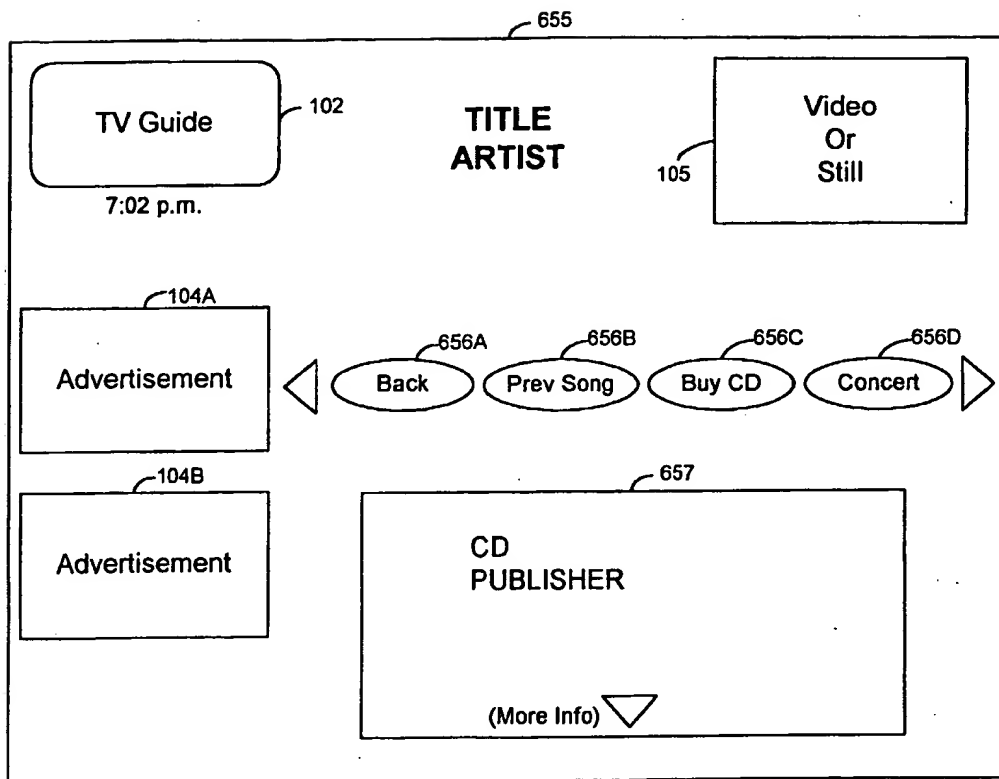 655
TV Guide
102
7:02 p.m.
TITLE
ARTIST
105
Video
Or
Still
104A
Advertisement
656A
656B
656C
656D
Back
Prev Song
Buy CD
Concert
104B
Advertisement
657
CD
PUBLISHER
(More Info)